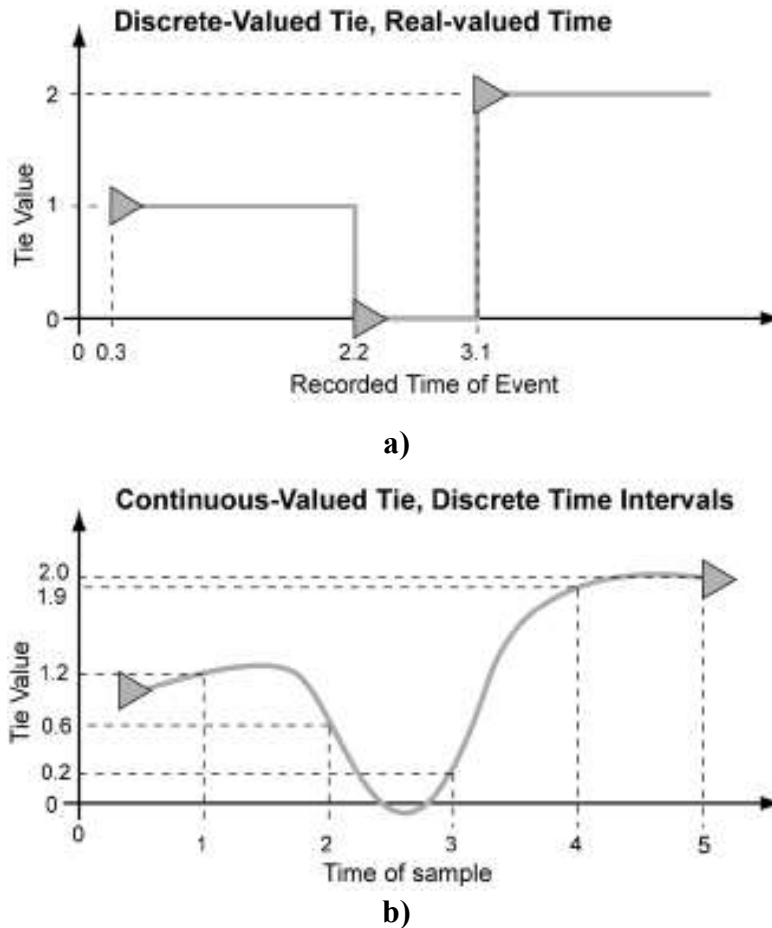 Discrete-Valued Tie, Real-valued Time
2
1
0
Tie Value
0 0.3 2.2 3.1
Recorded Time of Event
a)
Continuous-Valued Tie, Discrete Time Intervals
2.0
1.9
1.2
0.6
0.2
0
Tie Value
0 1 2 3 4 5
Time of sample
b)